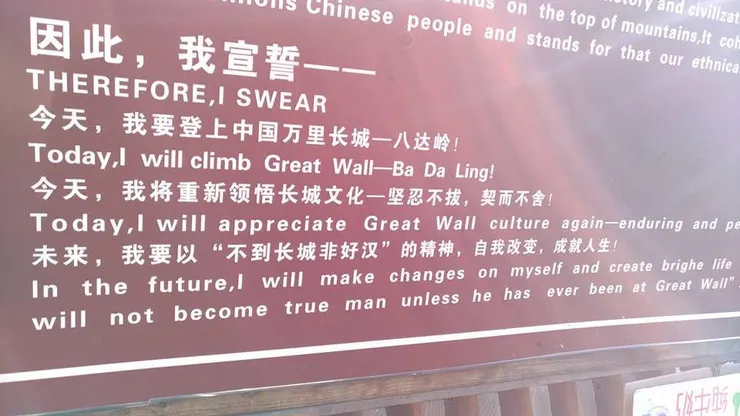 on the top of mountains,It
Chinese people and stands for that our ethnica
因此，我宣誓——
THEREFORE,I SWEAR
今天，我要登上中国万里长城—八达岭！
Today,I will climb Great Wall—Ba Da Ling!
今天，我将重新领悟长城文化—坚忍不拔，契而不舍！
Today,I will appreciate Great Wall culture again—enduring and pe
未来，我要以“不到长城非好汉”的精神，自我改变，成就人生！
In the future,I will make changes on myself and create brighe life
will not become true man unless he has ever been at Great Wall”